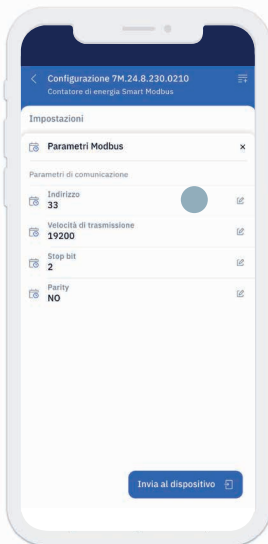 Configurazione 7M.24.8.230.0210
Contatore di energia Smart Modbus
Impostazioni
Parametri Modbus
Parametri di comunicazione
Indirizzo
33
Velocità di trasmissione
19200
Stop bit
2
Parity
NO
Invia al dispositivo